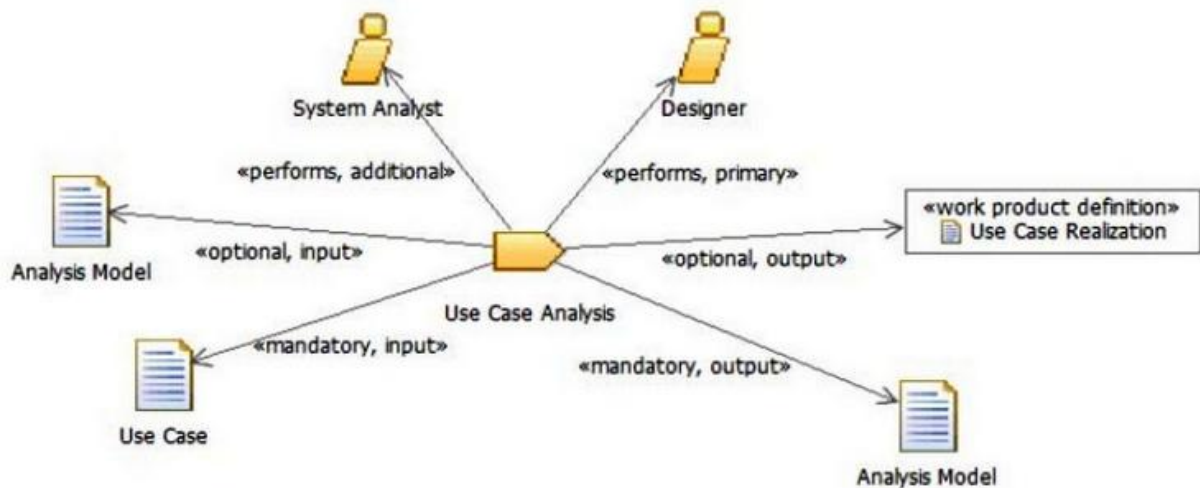 System Analyst
Designer
«performs, additional»
«performs, primary»
«work product definition»
Use Case Realization
«optional, input»
«optional, output»
Analysis Model
Use Case Analysis
«mandatory, input»
«mandatory, output»
Use Case
Analysis Model